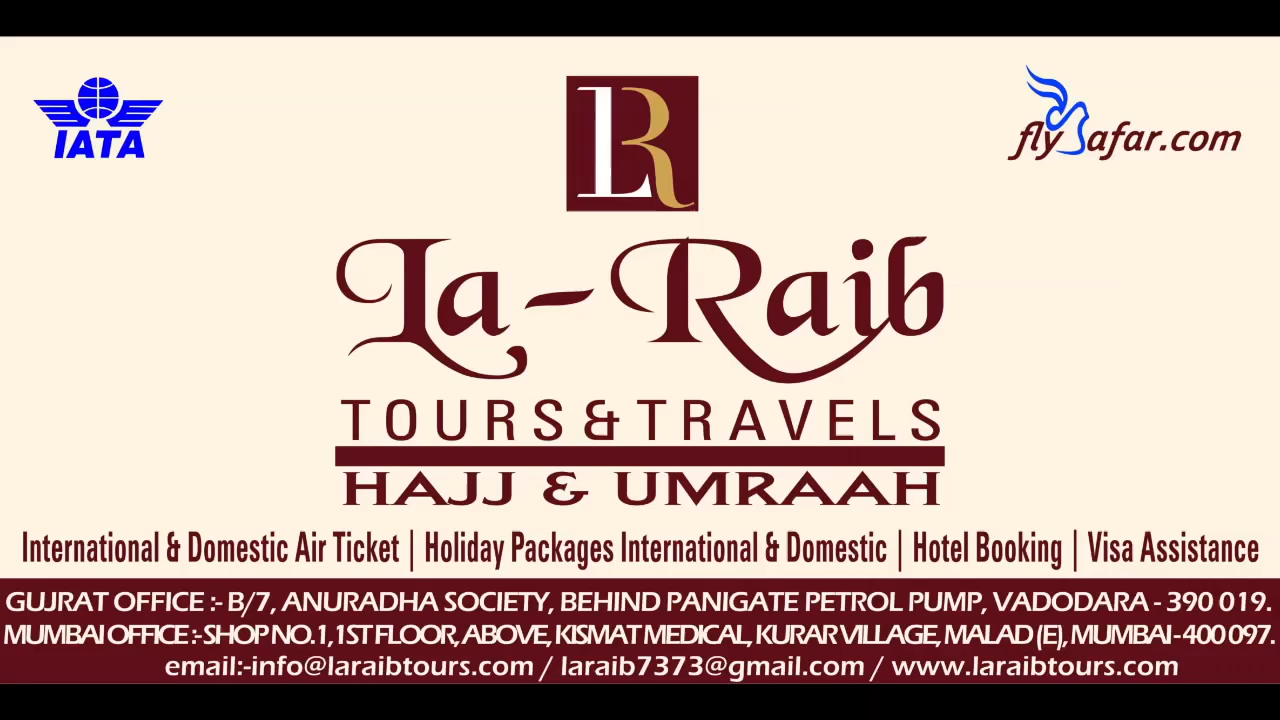 IATA
LR
flySafar.com
La-Raib
TOURS & TRAVELS
HAJJ & UMRAAH
International & Domestic Air Ticket | Holiday Packages International & Domestic | Hotel Booking | Visa Assistance
GUJRAT OFFICE :- B/7, ANURADHA SOCIETY, BEHIND PANIGATE PETROL PUMP, VADODARA - 390 019.
MUMBAI OFFICE :- SHOP NO. 1, 1ST FLOOR, ABOVE, KISMAT MEDICAL, KURAR VILLAGE, MALAD (E), MUMBAI - 400 097.
email:-info@laraibtours.com / laraib7373@gmail.com / www.laraibtours.com